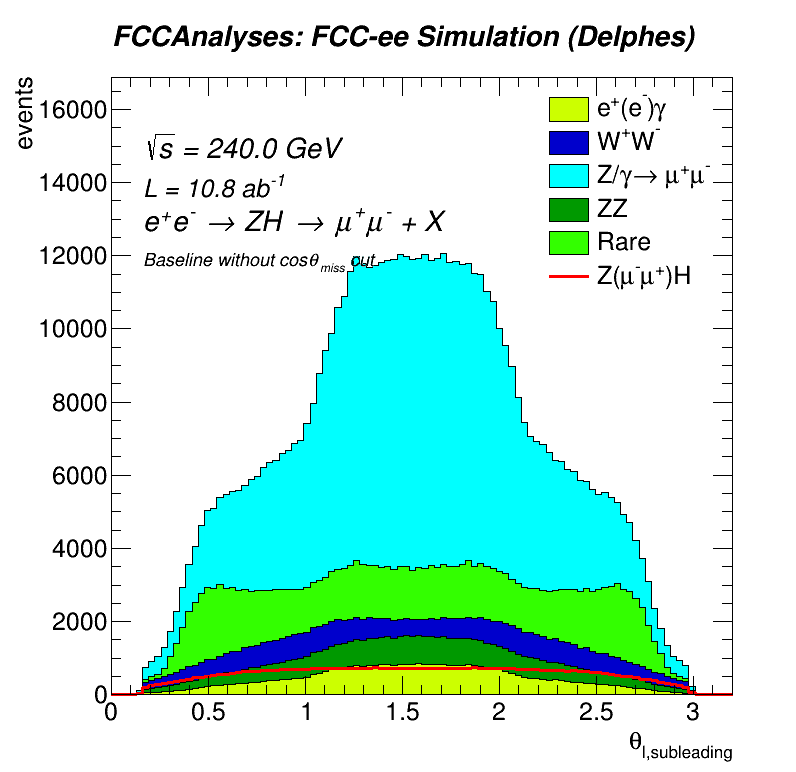 FCCAnalyses: FCC-ee Simulation (Delphes)
events
16000
14000
12000
10000
8000
6000
4000
2000
0
√s = 240.0 GeV
L = 10.8 ab⁻¹
e⁺e⁻ → ZH → μ⁺μ⁻ + X
Baseline without cosθ_miss cut
e⁺(e⁻)γ
W⁺W⁻
Z/γ→ μ⁺μ⁻
ZZ
Rare
Z(μ⁻μ⁺)H
0 0.5 1 1.5 2 2.5 3
θ_l,subleading